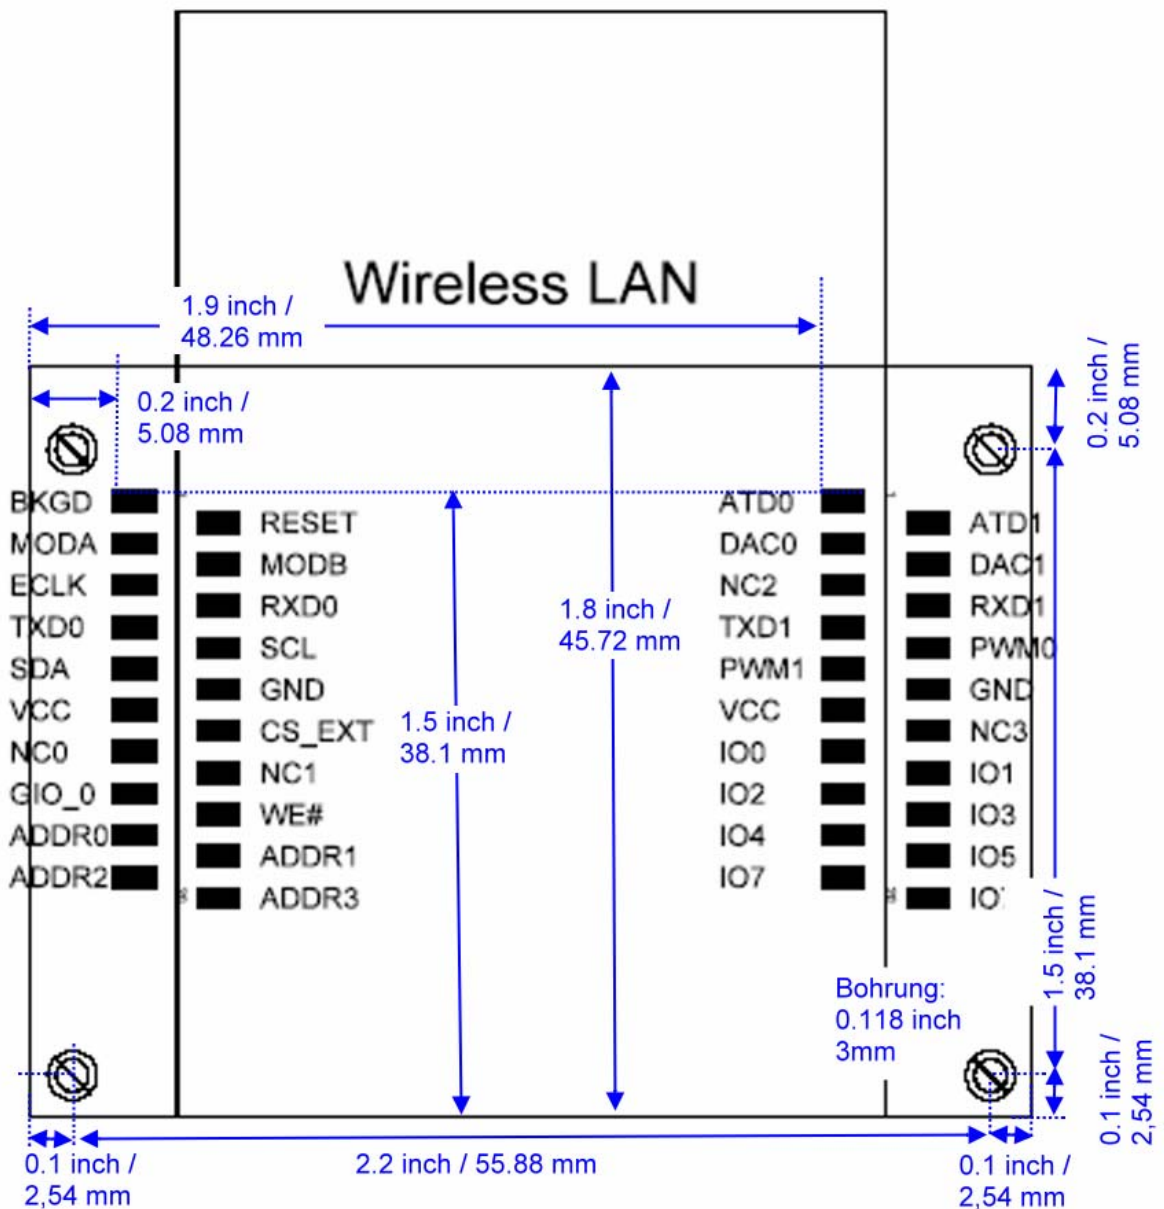 Wireless LAN
1.9 inch /
48.26 mm
0.2 inch /
5.08 mm
0.2 inch /
5.08 mm
BKGD
RESET
MODA
MODB
ECLK
RXD0
TXD0
SCL
SDA
GND
VCC
CS_EXT
NC0
NC1
GIO_0
WE#
ADDR0
ADDR1
ADDR2
ADDR3
ATD0
ATD1
DAC0
DAC1
NC2
RXD1
TXD1
PWM0
PWM1
GND
VCC
NC3
IO0
IO1
IO2
IO3
IO4
IO5
IO7
1.8 inch /
45.72 mm
1.5 inch /
38.1 mm
1.5 inch /
38.1 mm
Bohrung:
0.118 inch
3mm
0.1 inch /
2,54 mm
0.1 inch /
2,54 mm
2.2 inch / 55.88 mm
0.1 inch /
2,54 mm